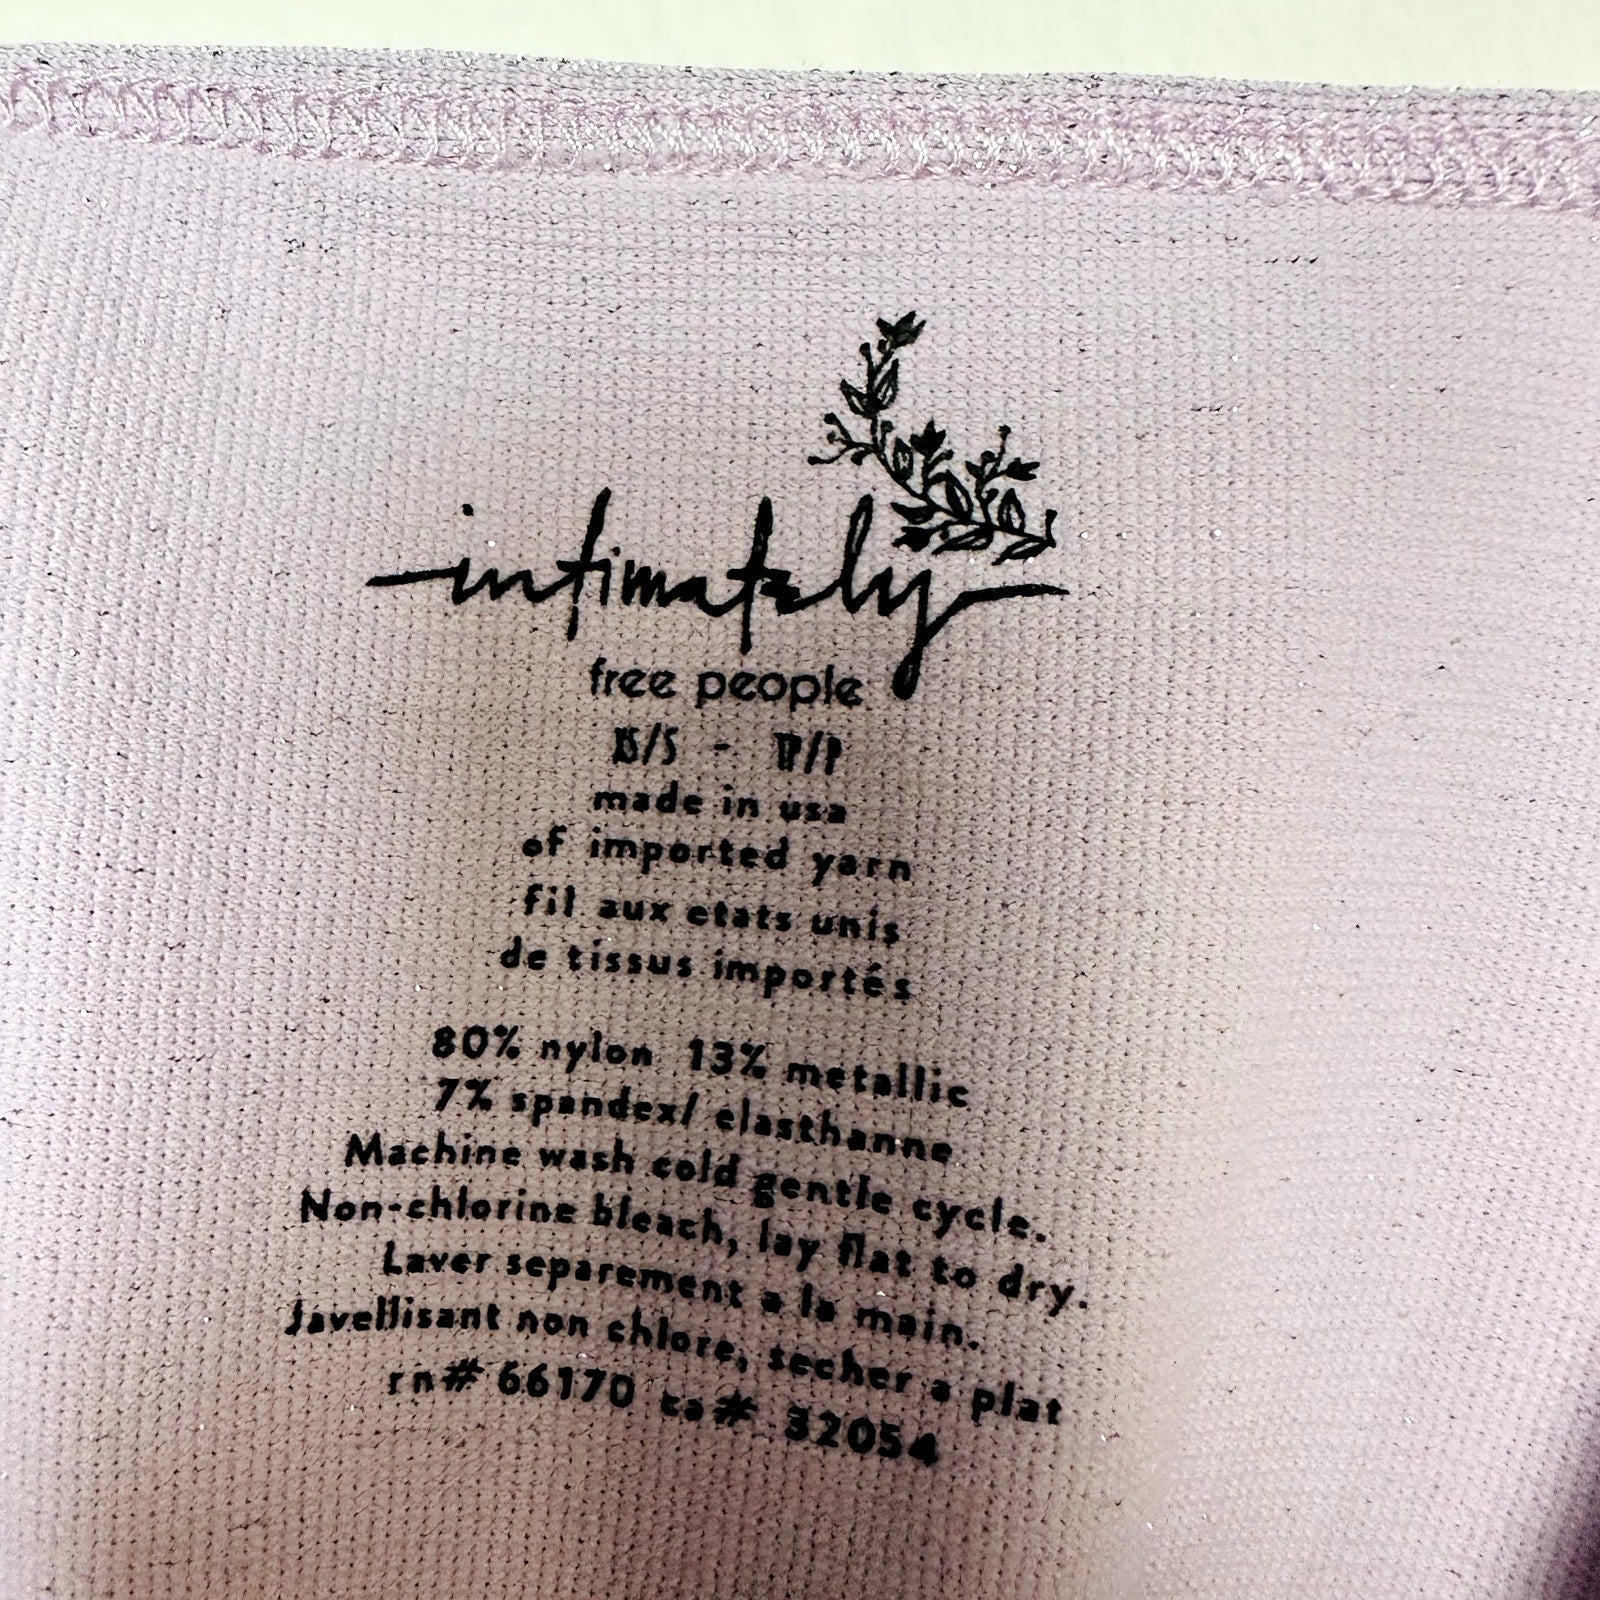 intimately
free people
XS/S - TP/P
made in usa
of imported yarn
fil aux etats unis
de tissus importés
80% nylon 13% metallic
7% spandex/ elasthanne
Machine wash cold gentle cycle.
Non-chlorine bleach, lay flat to dry.
Laver separement a la main.
Javellisant non chlore, secher a plat
rn# 66170 ca# 32054